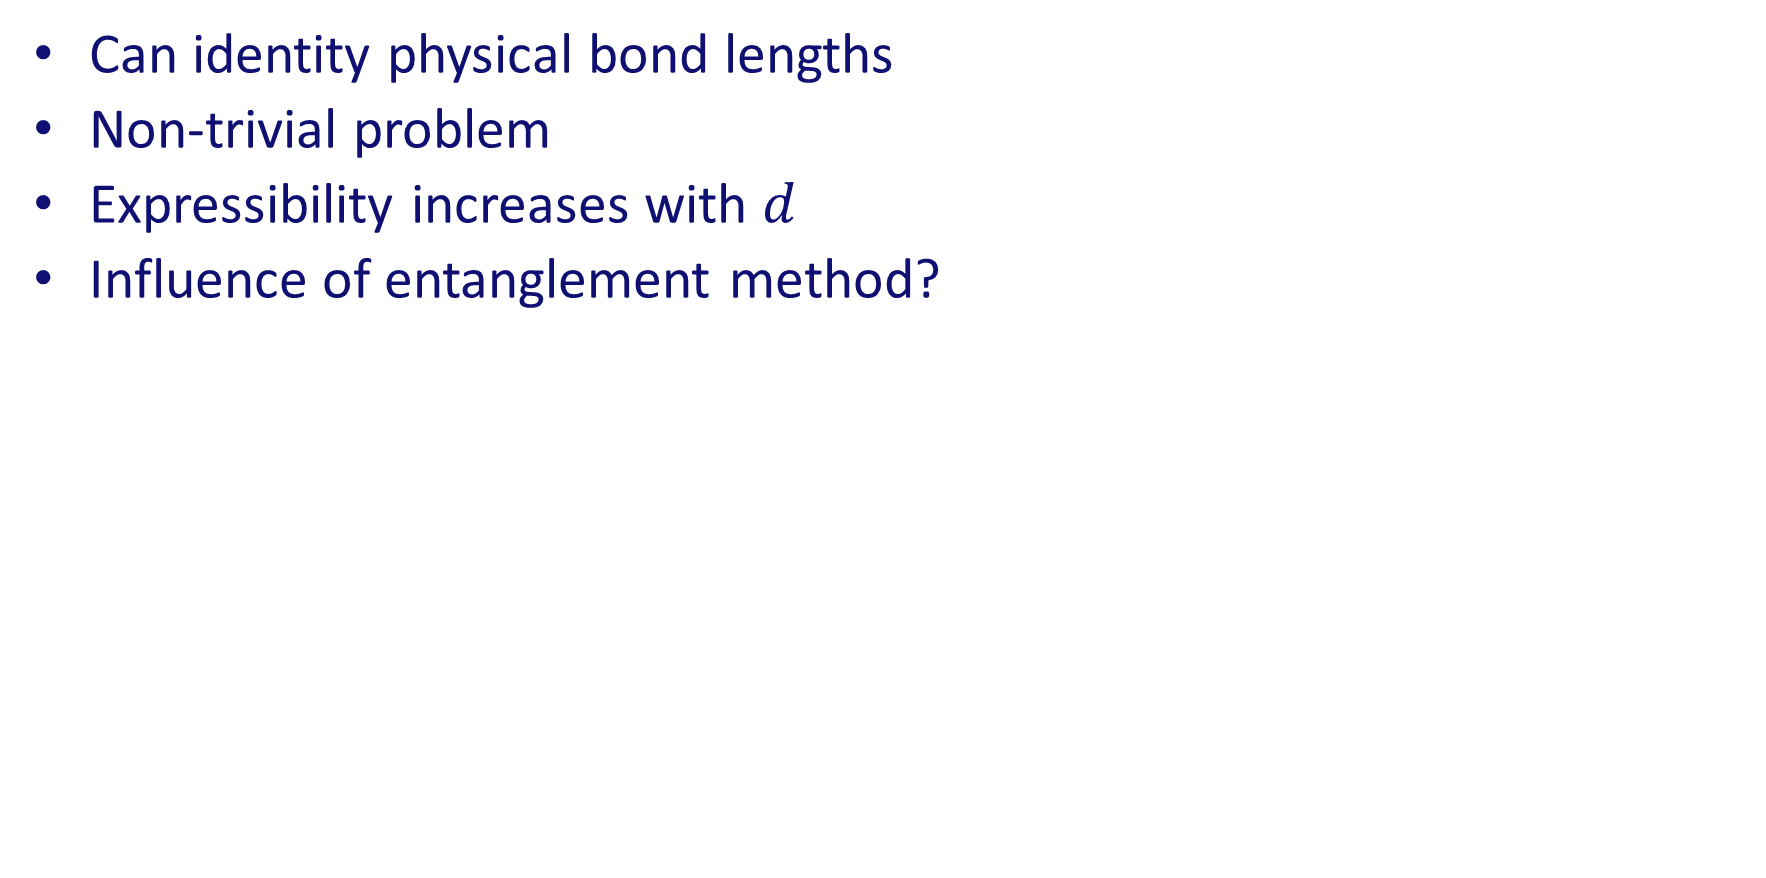 • Can identity physical bond lengths
• Non-trivial problem
• Expressibility increases with d
• Influence of entanglement method?